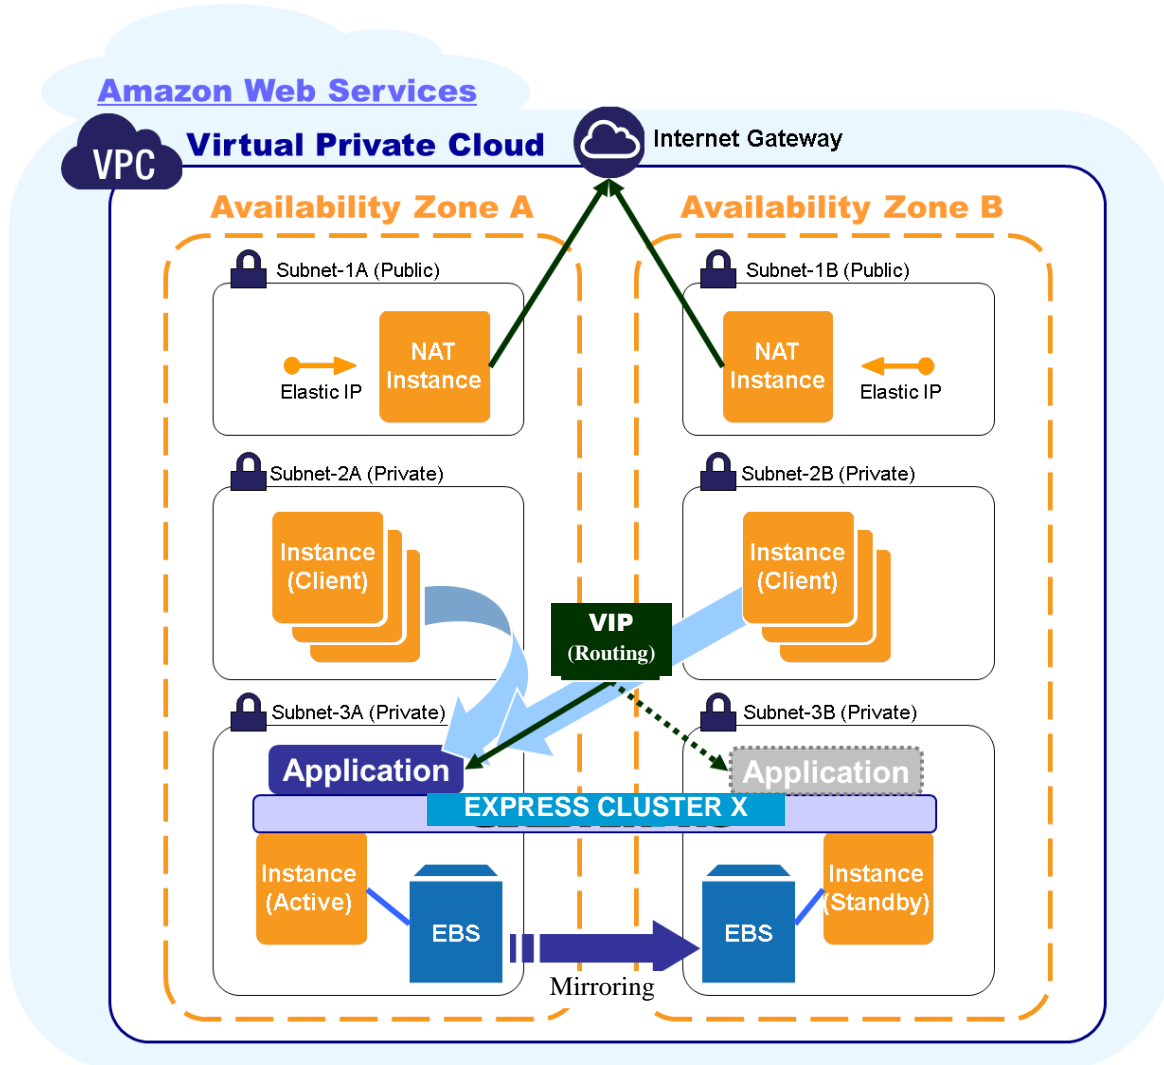 Amazon Web Services
VPC
Virtual Private Cloud
Internet Gateway
Availability Zone A
Availability Zone B
Subnet-1A (Public)
Subnet-1B (Public)
NAT
Instance
Elastic IP
NAT
Instance
Elastic IP
Subnet-2A (Private)
Subnet-2B (Private)
Instance
(Client)
Instance
(Client)
VIP
(Routing)
Subnet-3A (Private)
Subnet-3B (Private)
Application
Application
EXPRESS CLUSTER X
Instance
(Active)
EBS
EBS
Instance
(Standby)
Mirroring